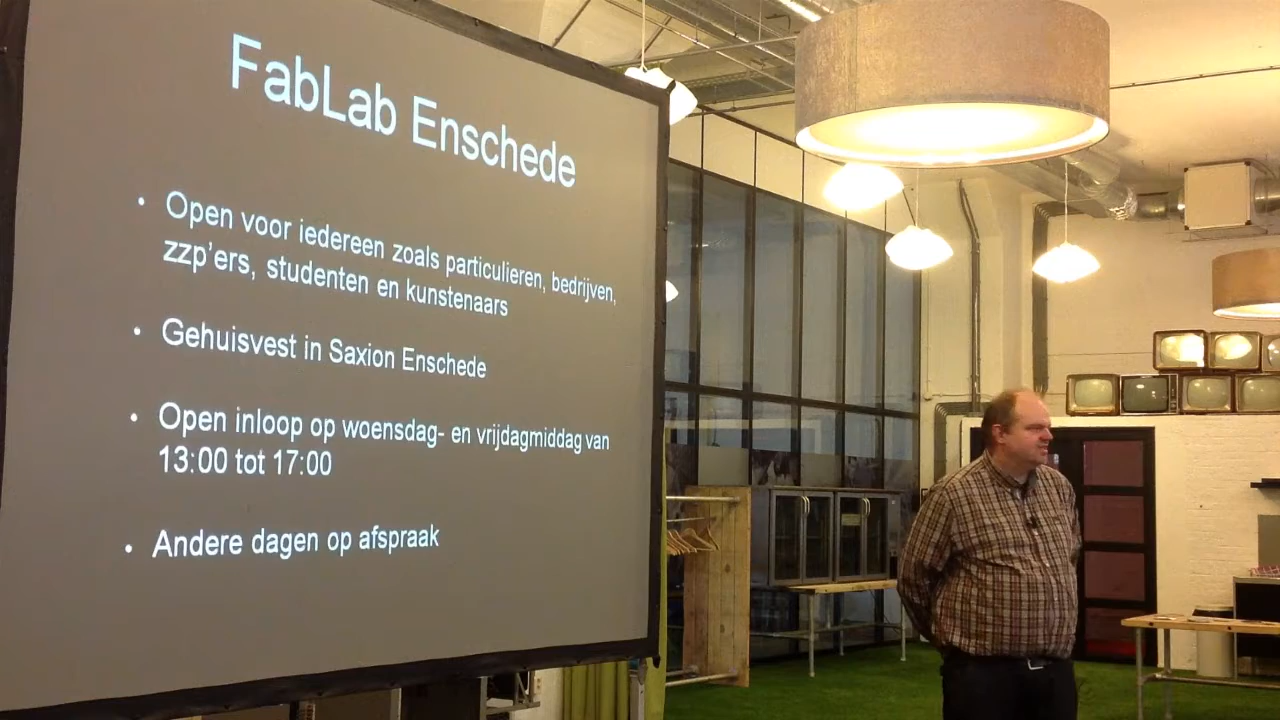 FabLab Enschede
• Open voor iedereen zoals particulieren, bedrijven,
zzp'ers, studenten en kunstenaars
• Gehuisvest in Saxion Enschede
• Open inloop op woensdag- en vrijdagmiddag van
13:00 tot 17:00
• Andere dagen op afspraak